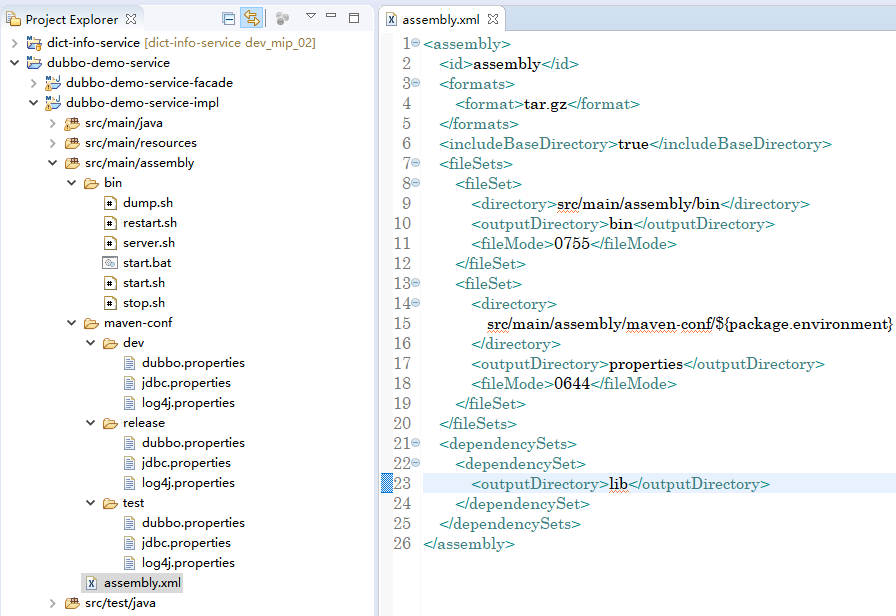 Project Explorer
dict-info-service [dict-info-service dev_mip_02]
dubbo-demo-service
dubbo-demo-service-facade
dubbo-demo-service-impl
src/main/java
src/main/resources
src/main/assembly
bin
dump.sh
restart.sh
server.sh
start.bat
start.sh
stop.sh
maven-conf
dev
dubbo.properties
jdbc.properties
log4j.properties
release
dubbo.properties
jdbc.properties
log4j.properties
test
dubbo.properties
jdbc.properties
log4j.properties
assembly.xml
src/test/java
assembly.xml
1 <assembly>
2 <id>assembly</id>
3 <formats>
4 <format>tar.gz</format>
5 </formats>
6 <includeBaseDirectory>true</includeBaseDirectory>
7 <fileSets>
8 <fileSet>
9 <directory>src/main/assembly/bin</directory>
10 <outputDirectory>bin</outputDirectory>
11 <fileMode>0755</fileMode>
12 </fileSet>
13 <fileSet>
14 <directory>
15 src/main/assembly/maven-conf/${package.environment}
16 </directory>
17 <outputDirectory>properties</outputDirectory>
18 <fileMode>0644</fileMode>
19 </fileSet>
20 </fileSets>
21 <dependencySets>
22 <dependencySet>
23 <outputDirectory>lib</outputDirectory>
24 </dependencySet>
25 </dependencySets>
26 </assembly>